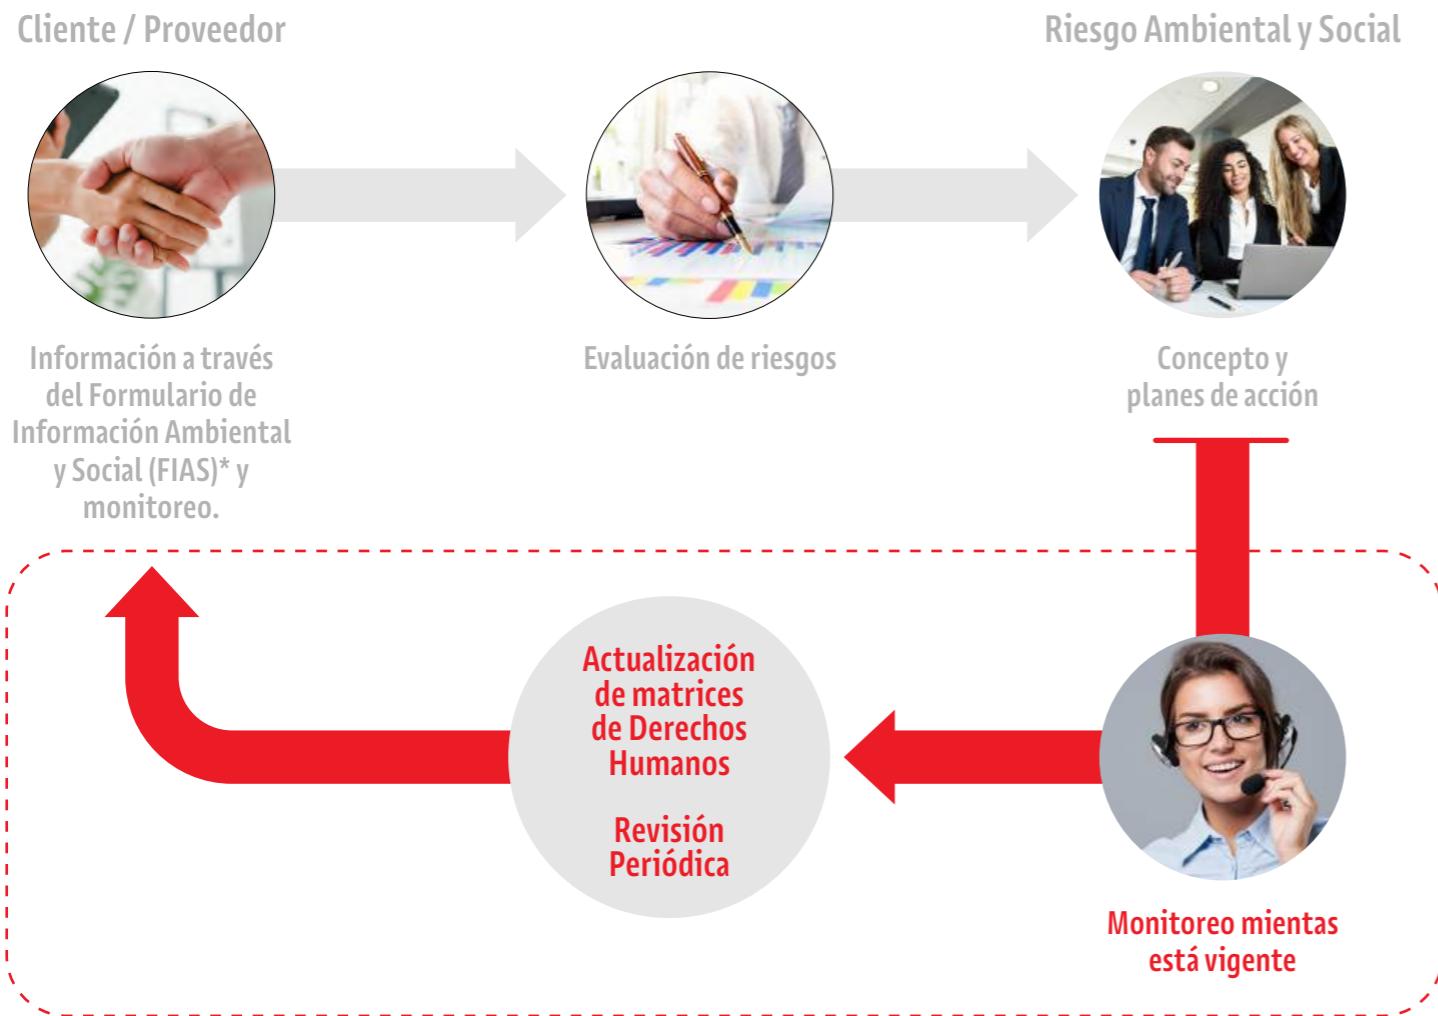 Cliente / Proveedor
Riesgo Ambiental y Social
Información a través
del Formulario de
Información Ambiental
y Social (FIAS)* y
monitoreo.
Evaluación de riesgos
Concepto y
planes de acción
Actualización
de matrices
de Derechos
Humanos
Revisión
Periódica
Monitoreo mientas
está vigente